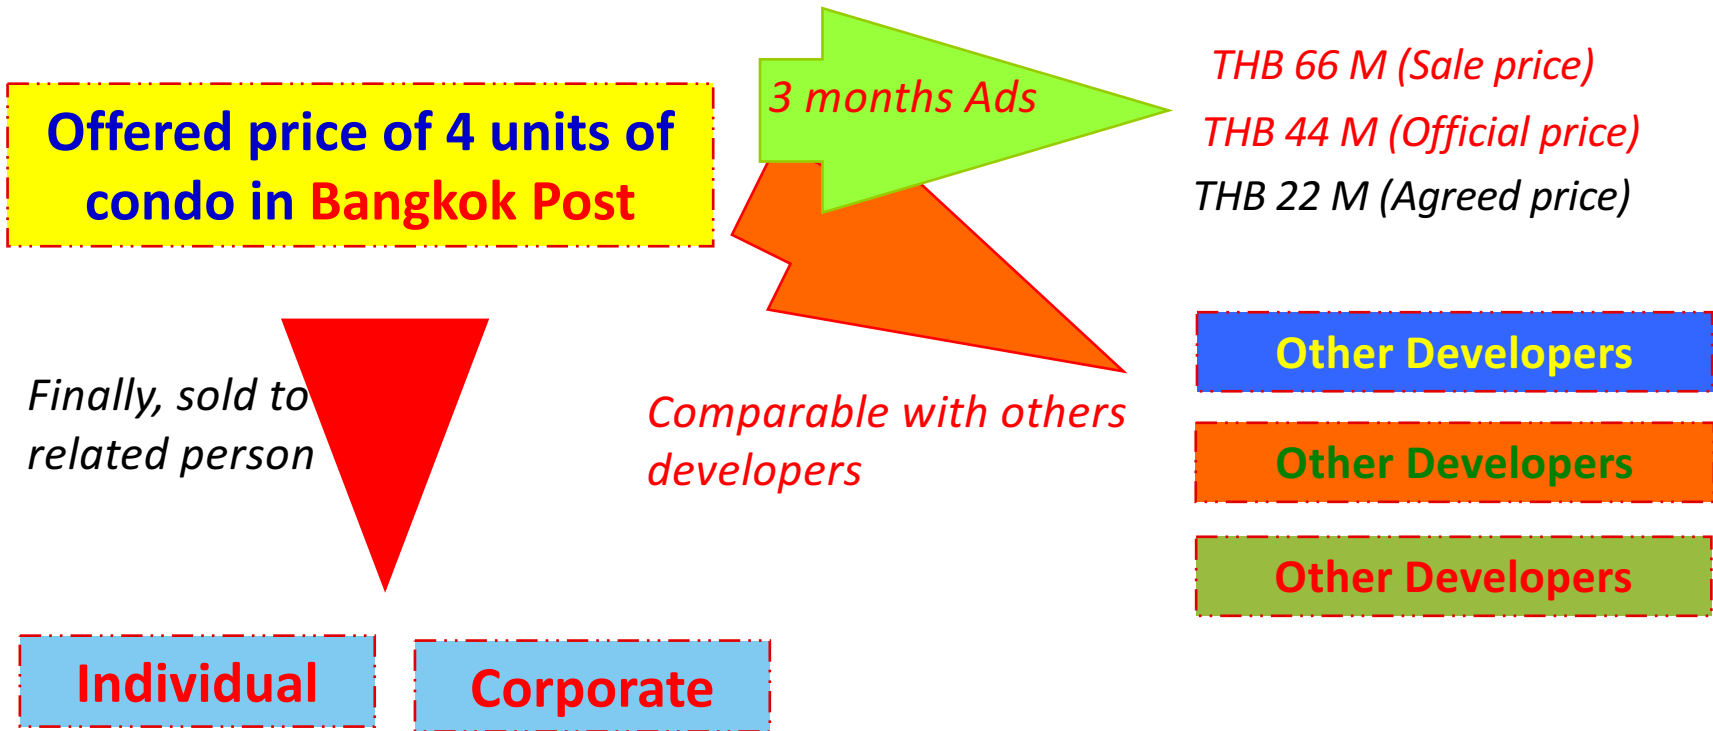 Offered price of 4 units of
condo in Bangkok Post
3 months Ads
THB 66 M (Sale price)
THB 44 M (Official price)
THB 22 M (Agreed price)
Finally, sold to
related person
Comparable with others
developers
Other Developers
Other Developers
Other Developers
Individual
Corporate